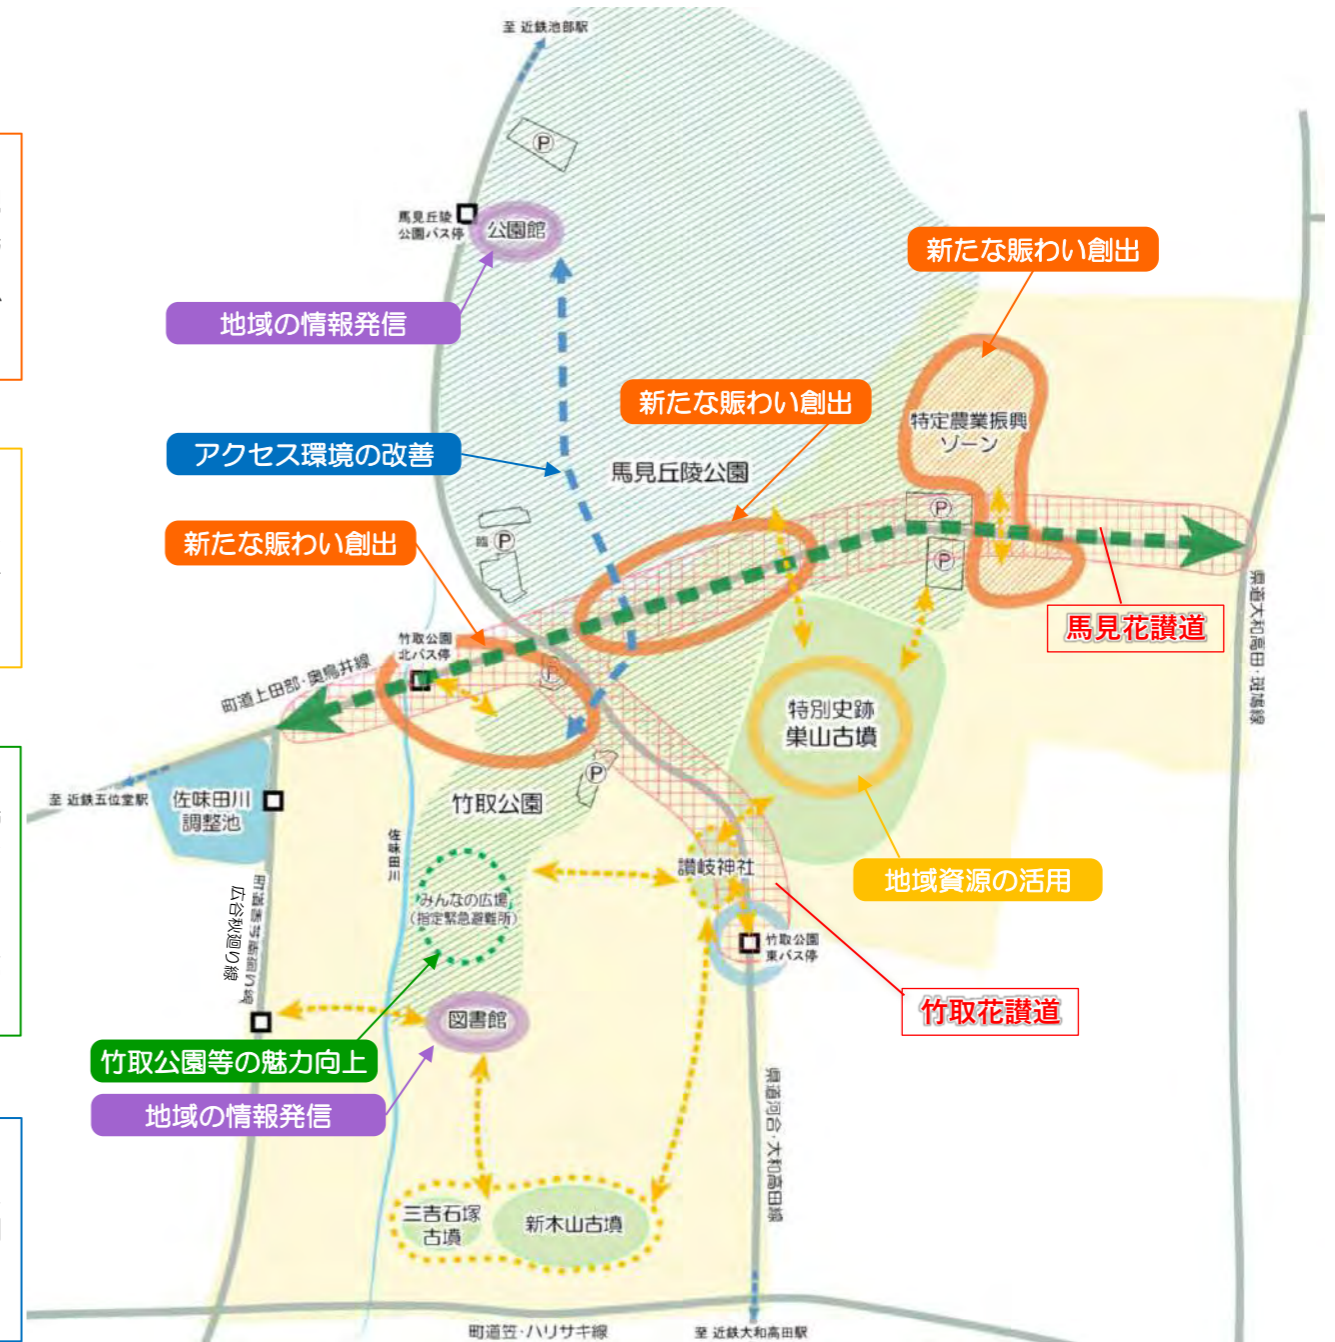 至 近鉄池部駅
Ⓟ
馬見丘陵
公園バス停
公園館
新たな賑わい創出
地域の情報発信
新たな賑わい創出
特定農業振興
ゾーン
アクセス環境の改善
馬見丘陵公園
Ⓟ
新たな賑わい創出
臨 Ⓟ
Ⓟ
馬見花讃道
県道大和高田・斑鳩線
竹取公園
北バス停
町道上田部・奥鳥井線
Ⓟ
特別史跡
巣山古墳
至 近鉄五位堂駅
佐味田川
調整池
Ⓟ
竹取公園
佐味田川
讃岐神社
地域資源の活用
みんなの広場
(指定緊急避難所)
広谷秋廻り線
竹取公園
東バス停
図書館
竹取花讃道
竹取公園等の魅力向上
地域の情報発信
県道河合・大和高田線
三吉石塚
古墳
新木山古墳
町道笠・ハリサキ線
至 近鉄大和高田駅